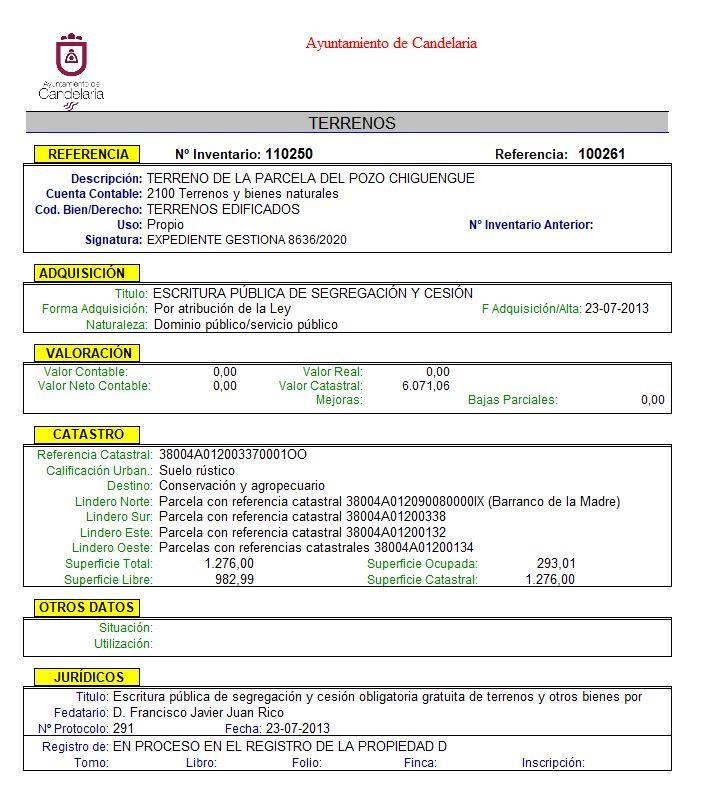 Ayuntamiento de Candelaria
Ayuntamiento de
Candelaria
TERRENOS
REFERENCIA Nº Inventario: 110250 Referencia: 100261
Descripción: TERRENO DE LA PARCELA DEL POZO CHIGUENGUE
Cuenta Contable: 2100 Terrenos y bienes naturales
Cod. Bien/Derecho: TERRENOS EDIFICADOS
Uso: Propio Nº Inventario Anterior:
Signatura: EXPEDIENTE GESTIONA 8636/2020
ADQUISICIÓN
Titulo: ESCRITURA PÚBLICA DE SEGREGACIÓN Y CESIÓN
Forma Adquisición: Por atribución de la Ley F Adquisición/Alta: 23-07-2013
Naturaleza: Dominio público/servicio público
VALORACIÓN
Valor Contable: 0,00 Valor Real: 0,00
Valor Neto Contable: 0,00 Valor Catastral: 6.071,06
Mejoras: Bajas Parciales: 0,00
CATASTRO
Referencia Catastral: 38004A012003370001OO
Calificación Urban.: Suelo rústico
Destino: Conservación y agropecuario
Lindero Norte: Parcela con referencia catastral 38004A012090080000IX (Barranco de la Madre)
Lindero Sur: Parcela con referencia catastral 38004A01200338
Lindero Este: Parcela con referencia catastral 38004A01200132
Lindero Oeste: Parcelas con referencias catastrales 38004A01200134
Superficie Total: 1.276,00 Superficie Ocupada: 293,01
Superficie Libre: 982,99 Superficie Catastral: 1.276,00
OTROS DATOS
Situación:
Utilización:
JURÍDICOS
Titulo: Escritura pública de segregación y cesión obligatoria gratuita de terrenos y otros bienes por
Fedatario: D. Francisco Javier Juan Rico
Nº Protocolo: 291 Fecha: 23-07-2013
Registro de: EN PROCESO EN EL REGISTRO DE LA PROPIEDAD D
Tomo: Libro: Folio: Finca: Inscripción: